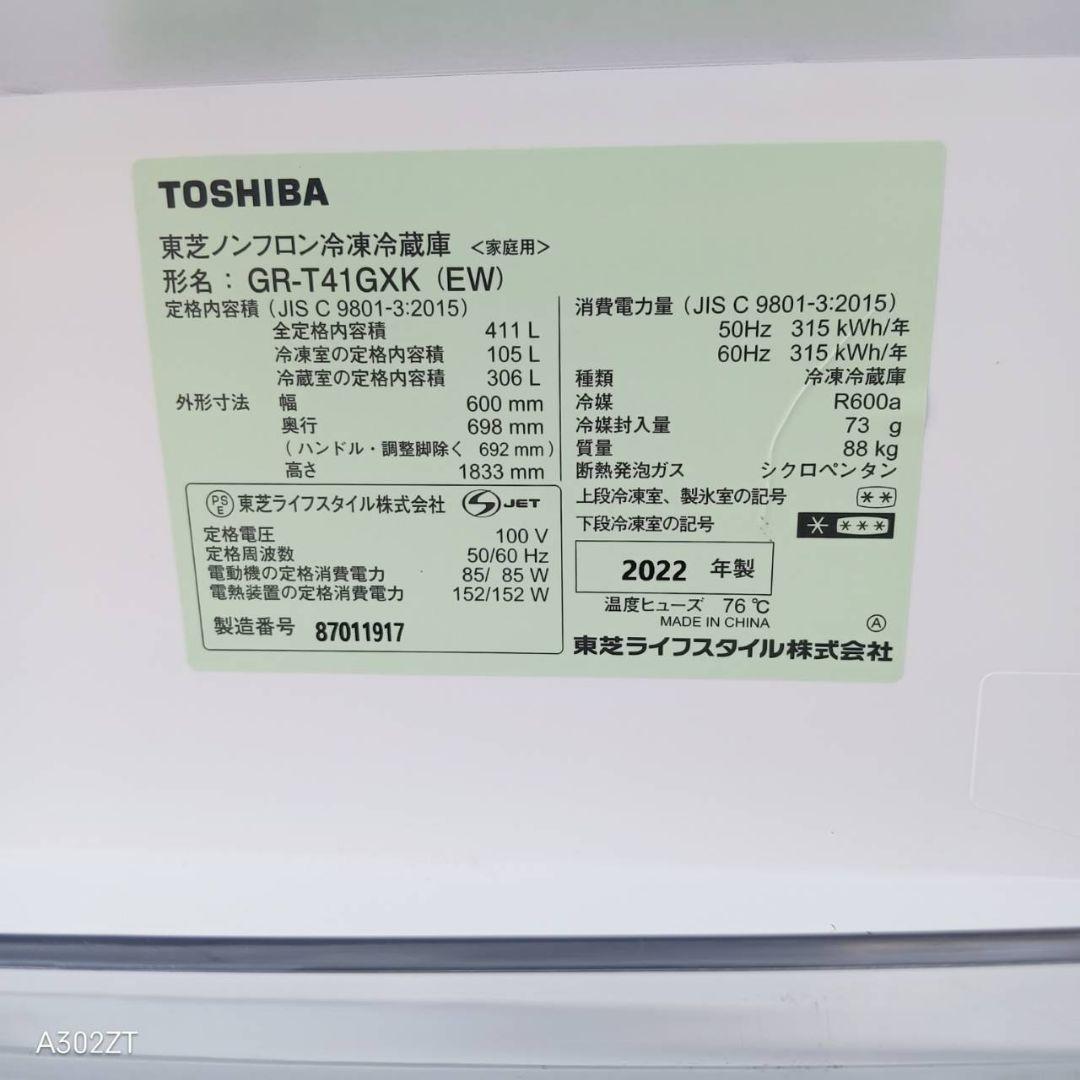 TOSHIBA
東芝ノンフロン冷凍冷蔵庫 <家庭用>
形名：GR-T41GXK (EW)
定格内容積 (JIS C 9801-3:2015)
全定格内容積 411 L
冷凍室の定格内容積 105 L
冷蔵室の定格内容積 306 L
外形寸法 幅 600 mm
奥行 698 mm
(ハンドル・調整脚除く 692 mm)
高さ 1833 mm
PSE 東芝ライフスタイル株式会社 S JET
定格電圧 100 V
定格周波数 50/60 Hz
電動機の定格消費電力 85/ 85 W
電熱装置の定格消費電力 152/152 W
製造番号 87011917
消費電力量 (JIS C 9801-3:2015)
50Hz 315 kWh/年
60Hz 315 kWh/年
種類 冷凍冷蔵庫
冷媒 R600a
冷媒封入量 73 g
質量 88 kg
断熱発泡ガス シクロペンタン
上段冷凍室、製氷室の記号 **
下段冷凍室の記号 * ***
2022 年製
温度ヒューズ 76℃
MADE IN CHINA Ⓐ
東芝ライフスタイル株式会社
A302ZT